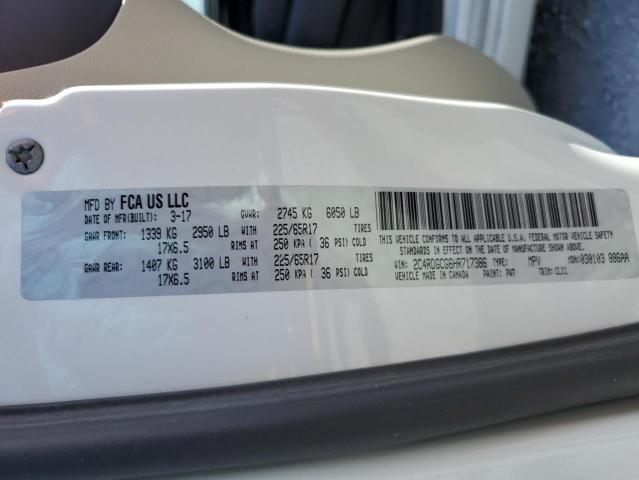 MFD BY FCA US LLC
DATE OF MFR(BUILT): 3-17 GVWR: 2745 KG 6050 LB
GAWR FRONT: 1339 KG 2950 LB WITH 225/65R17
17X6.5 RIMS AT 250 KPA ( 36 PSI) COLD
GAWR REAR: 1407 KG 3100 LB WITH 225/65R17
17X6.5 RIMS AT 250 KPA ( 36 PSI) COLD
THIS VEHICLE CONFORMS TO ALL APPLICABLE U.S.A. FEDERAL MOTOR VEHICLE SAFETY
STANDARDS IN EFFECT ON THE DATE OF MANUFACTURE SHOWN ABOVE.
VEHICLE: 2C4RDGCG6HR717386 TYPE: MPV MDH: 030103 886AA
VEHICLE MADE IN CANADA PAINT: PW7 TRIM: CLX1